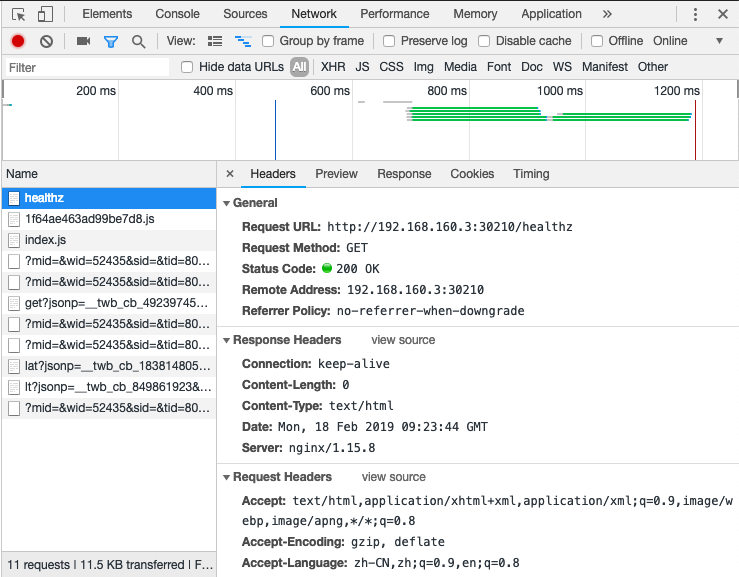 Elements Console Sources Network Performance Memory Application »
View: Group by frame Preserve log Disable cache Offline Online
Filter Hide data URLs All XHR JS CSS Img Media Font Doc WS Manifest Other
200 ms 400 ms 600 ms 800 ms 1000 ms 1200 ms
Name
healthz
1f64ae463ad99be7d8.js
index.js
?mid=&wid=52435&sid=&tid=80...
?mid=&wid=52435&sid=&tid=80...
get?jsonp=__twb_cb_49239745...
?mid=&wid=52435&sid=&tid=80...
?mid=&wid=52435&sid=&tid=80...
lat?jsonp=__twb_cb_183814805...
lt?jsonp=__twb_cb_849861923&...
?mid=&wid=52435&sid=&tid=80...
11 requests | 11.5 KB transferred | F...
× Headers Preview Response Cookies Timing
General
Request URL: http://192.168.160.3:30210/healthz
Request Method: GET
Status Code: 200 OK
Remote Address: 192.168.160.3:30210
Referrer Policy: no-referrer-when-downgrade
Response Headers view source
Connection: keep-alive
Content-Length: 0
Content-Type: text/html
Date: Mon, 18 Feb 2019 09:23:44 GMT
Server: nginx/1.15.8
Request Headers view source
Accept: text/html,application/xhtml+xml,application/xml;q=0.9,image/w
ebp,image/apng,*/*;q=0.8
Accept-Encoding: gzip, deflate
Accept-Language: zh-CN,zh;q=0.9,en;q=0.8